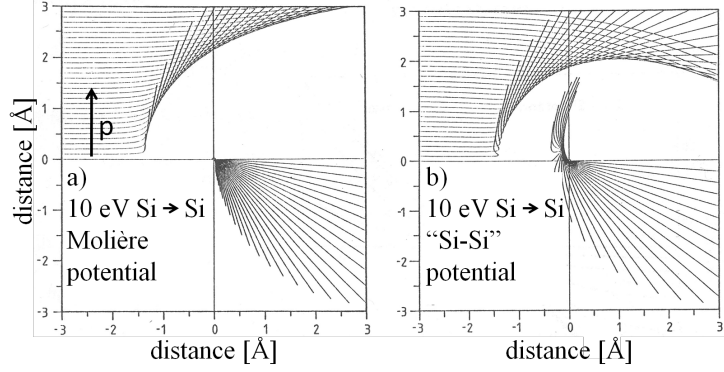 distance [Å]
3
2
1
0
-1
-2
-3
p
a)
10 eV Si → Si
Molière
potential
-3 -2 -1 0 1 2 3
distance [Å]
3
2
1
0
-1
-2
-3
b)
10 eV Si → Si
“Si-Si”
potential
-3 -2 -1 0 1 2 3
distance [Å]